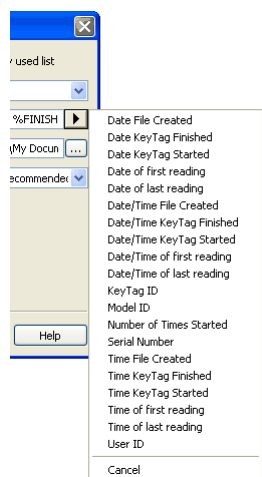 used list
%FINISH
\My Docun ...
ecommended
Date File Created
Date KeyTag Finished
Date KeyTag Started
Date of first reading
Date of last reading
Date/Time File Created
Date/Time KeyTag Finished
Date/Time KeyTag Started
Date/Time of first reading
Date/Time of last reading
KeyTag ID
Model ID
Number of Times Started
Serial Number
Time File Created
Time KeyTag Finished
Time KeyTag Started
Time of first reading
Time of last reading
User ID
Help
Cancel